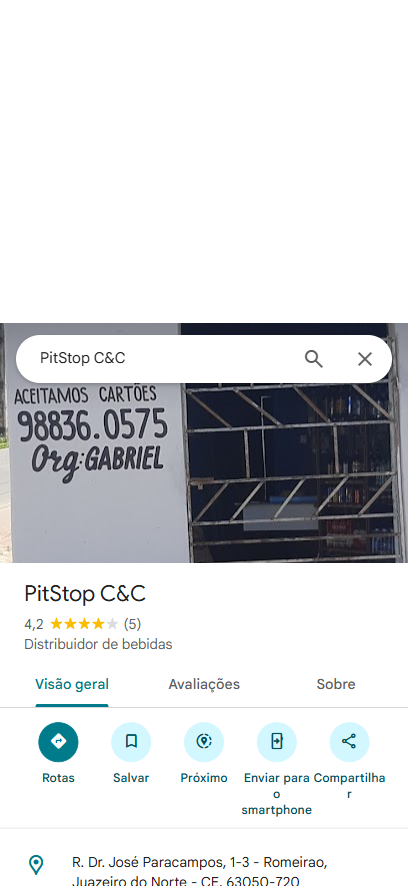 PitStop C&C
ACEITAMOS CARTÕES
98836.0575
Org:GABRIEL
PitStop C&C
4,2 (5)
Distribuidor de bebidas
Visão geral Avaliações Sobre
Rotas Salvar Próximo Enviar para o smartphone Compartilhar
R. Dr. José Paracampos, 1-3 - Romeirao,
Juazeiro do Norte - CE, 63050-720